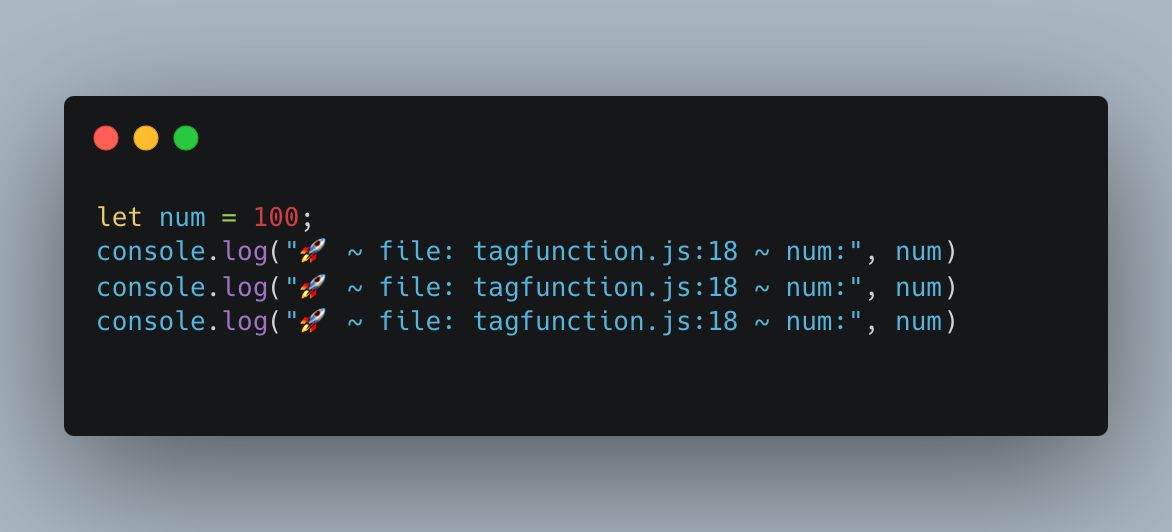 let num = 100;
console.log("🚀 ~ file: tagfunction.js:18 ~ num:", num)
console.log("🚀 ~ file: tagfunction.js:18 ~ num:", num)
console.log("🚀 ~ file: tagfunction.js:18 ~ num:", num)